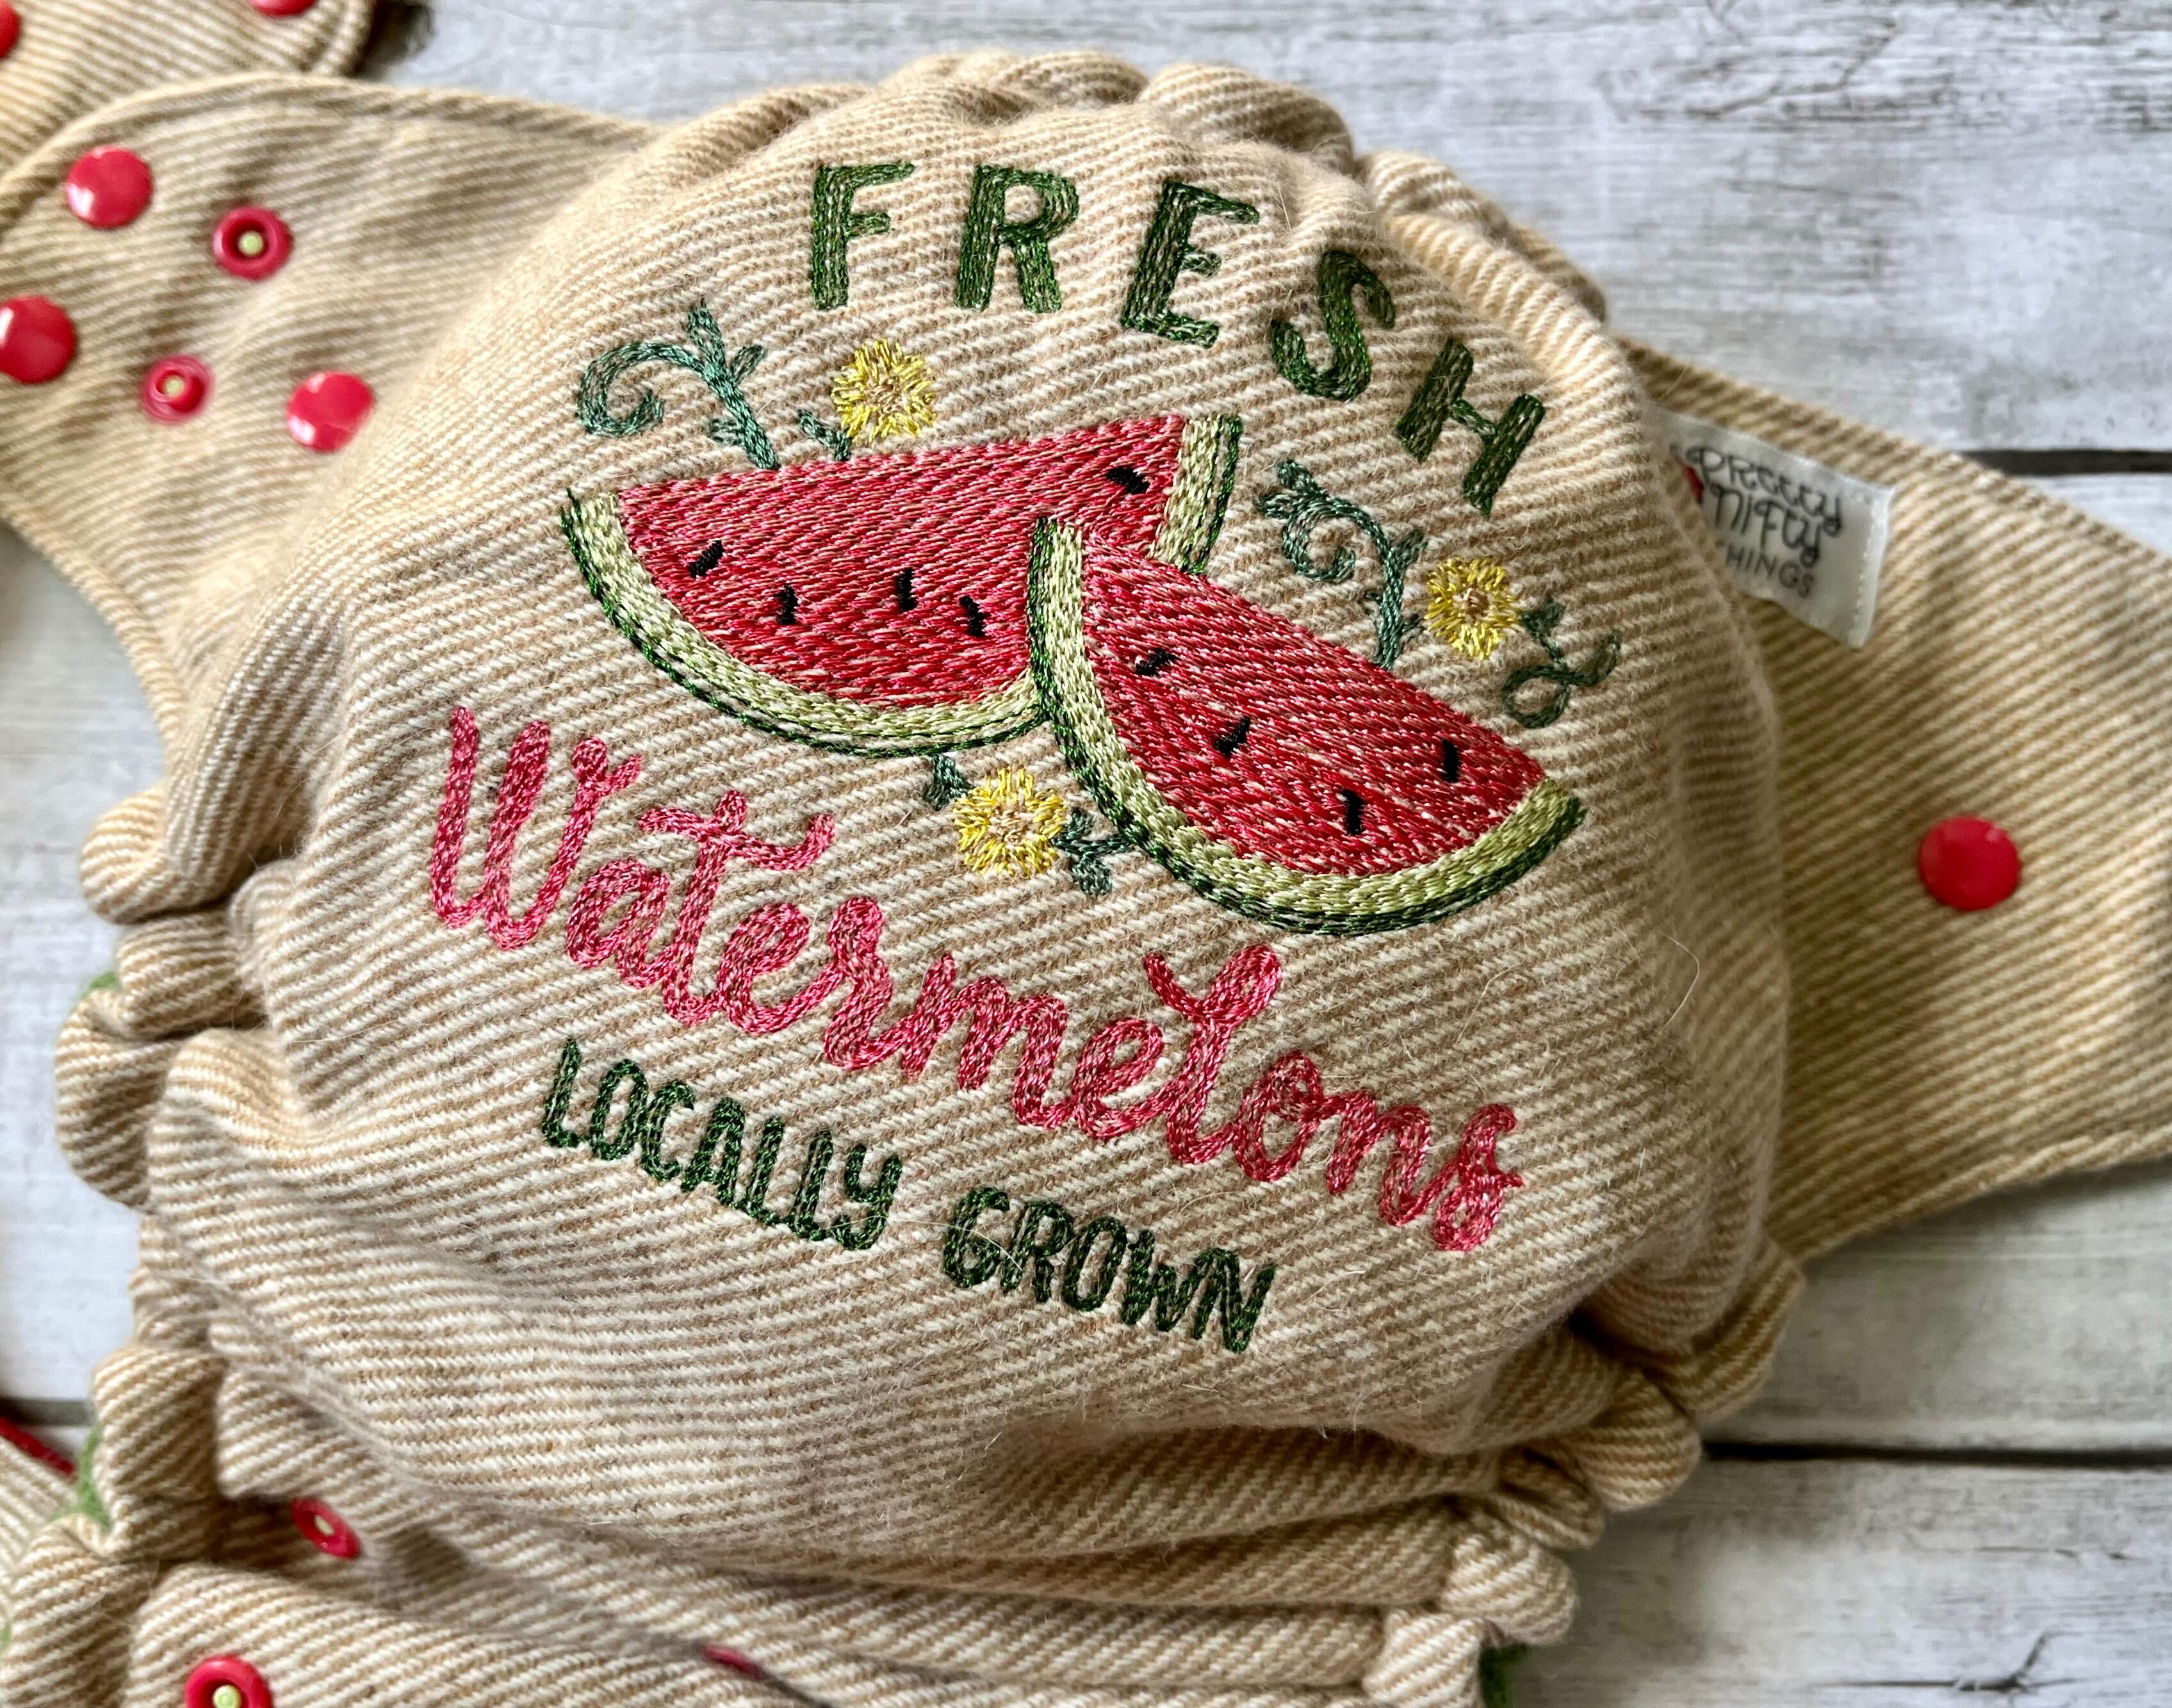 FRESH
Watermelons
LOCALLY GROWN
PREttY
NiFtY
THINGS